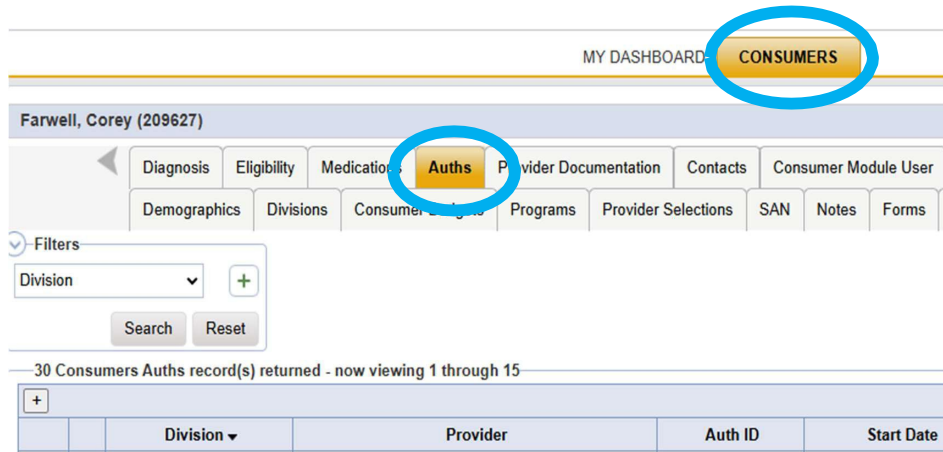 MY DASHBOARD CONSUMERS
Farwell, Corey (209627)
Diagnosis Eligibility Medications Auths Provider Documentation Contacts Consumer Module User
Demographics Divisions Consumer Budgets Programs Provider Selections SAN Notes Forms
Filters
Division +
Search Reset
30 Consumers Auths record(s) returned - now viewing 1 through 15
+
Division Provider Auth ID Start Date